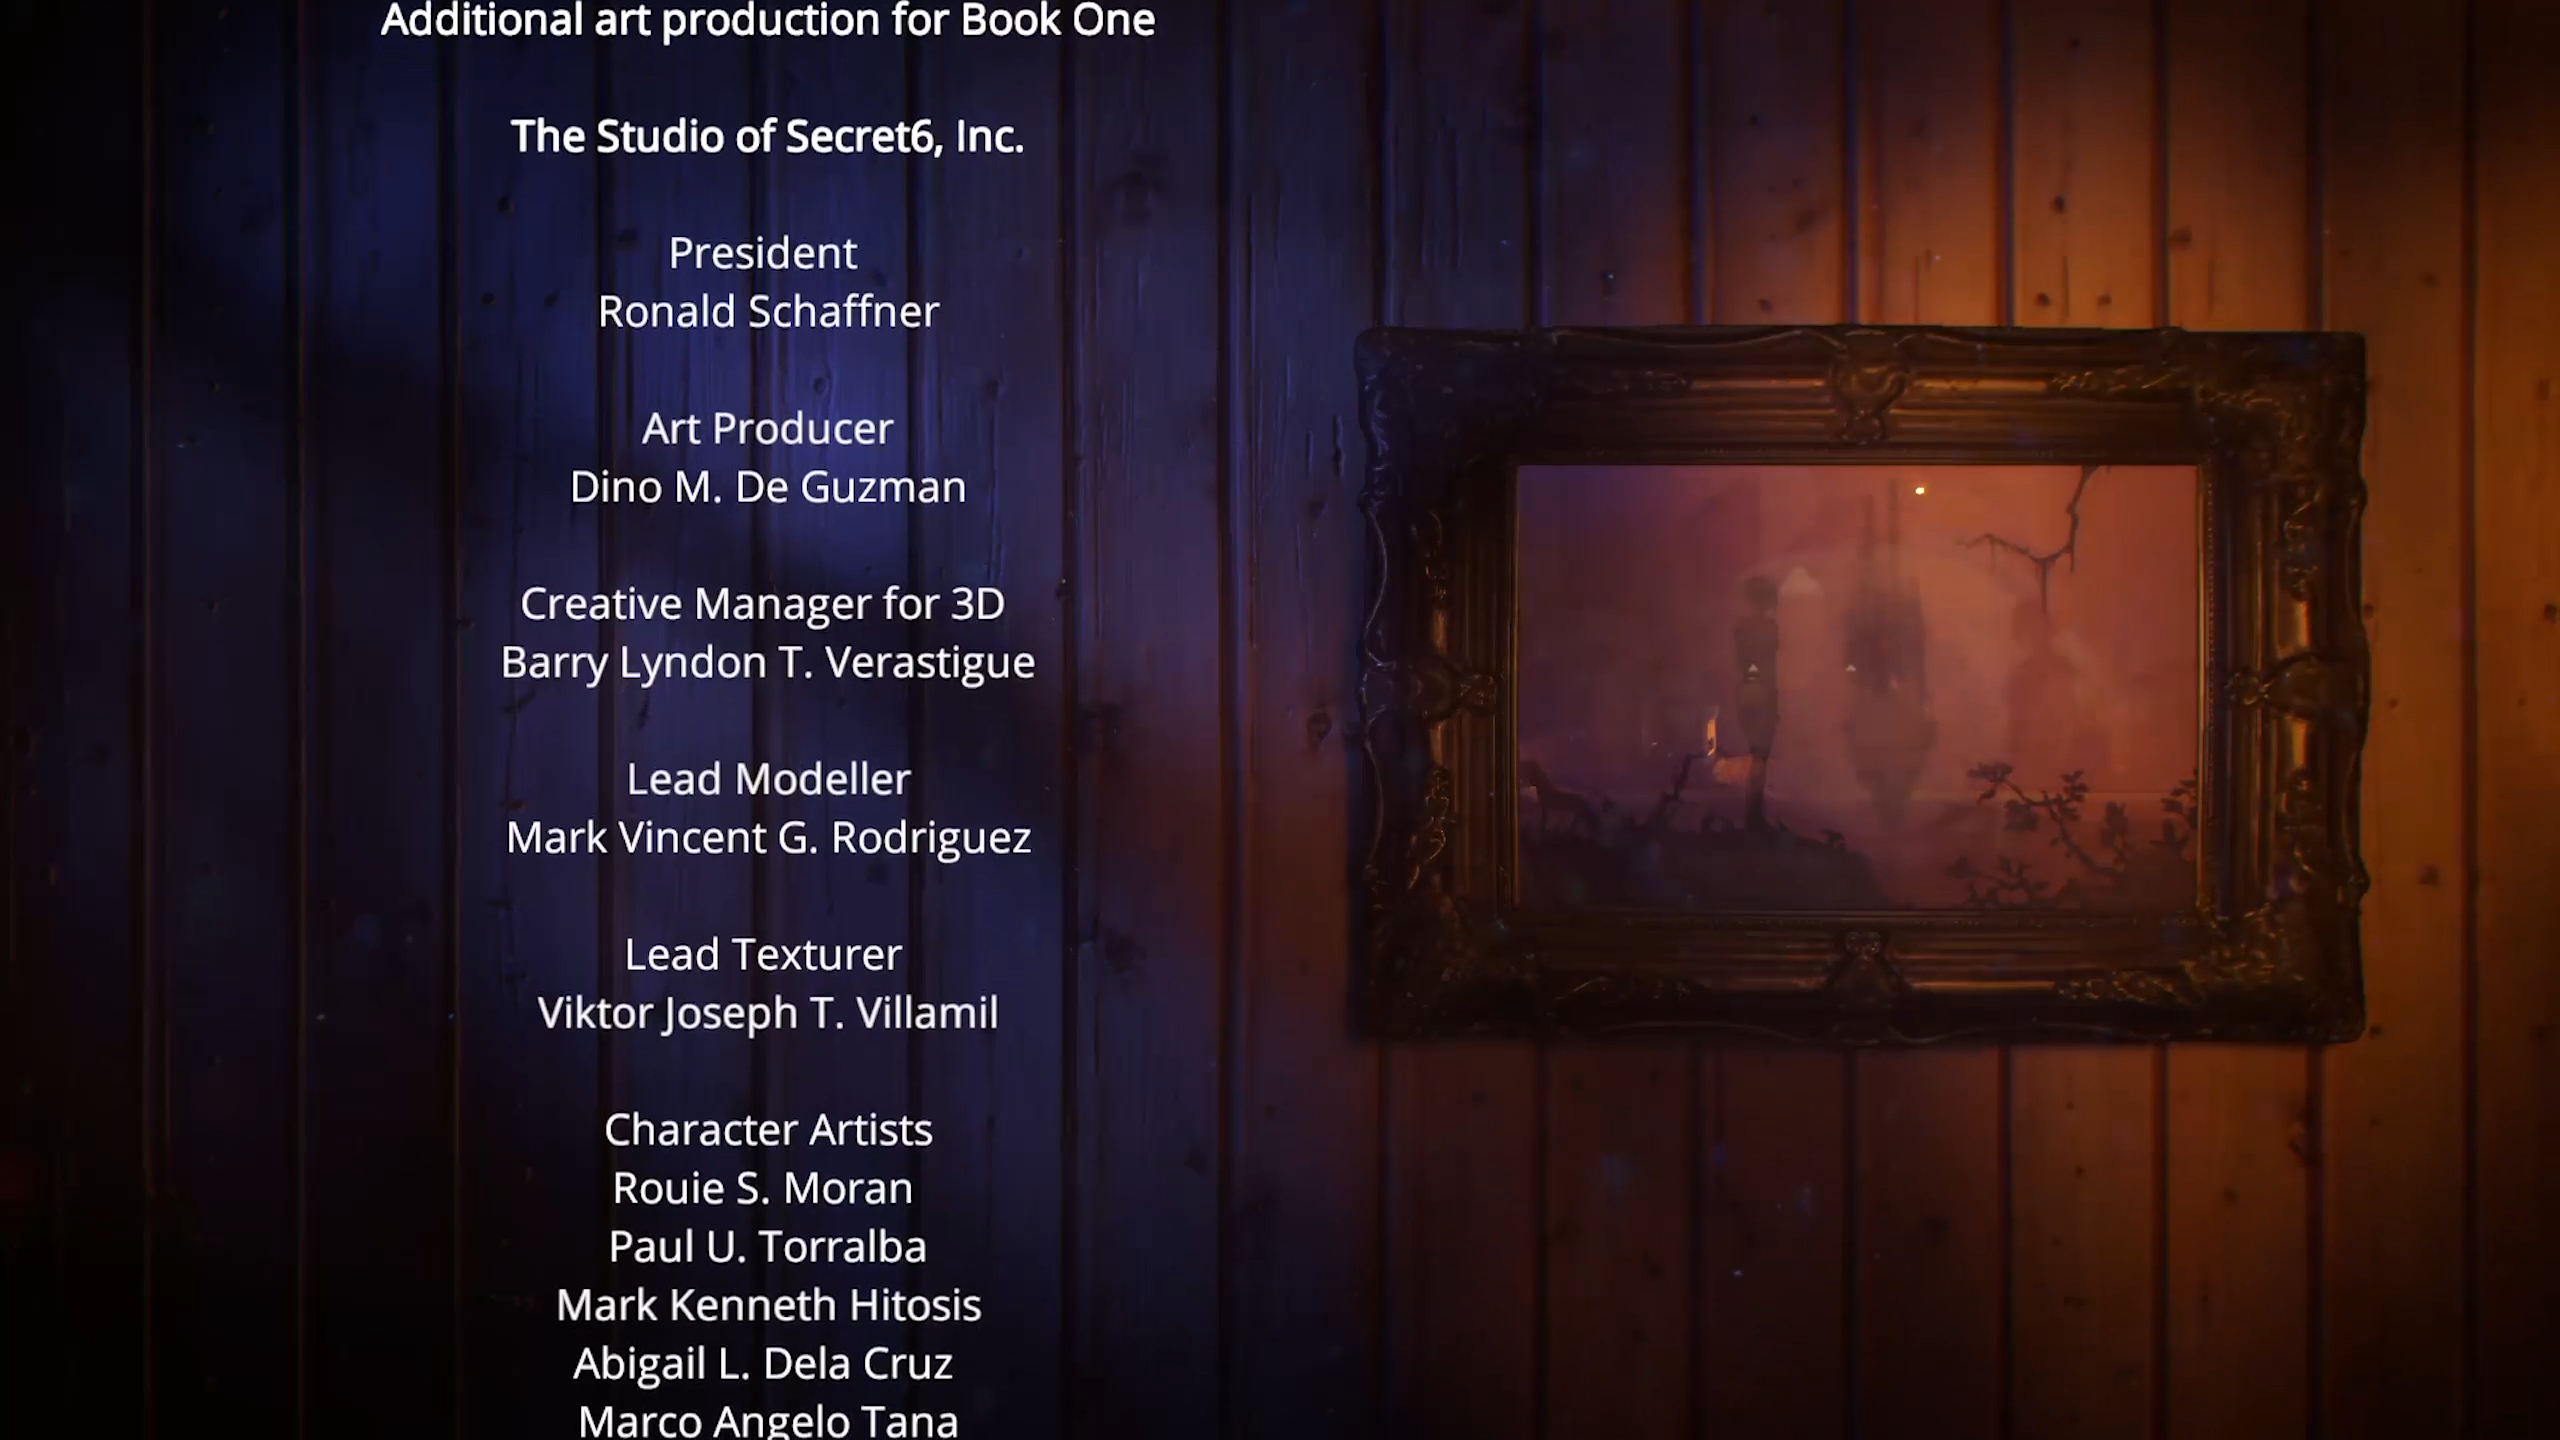 Additional art production for Book One
The Studio of Secret6, Inc.
President
Ronald Schaffner
Art Producer
Dino M. De Guzman
Creative Manager for 3D
Barry Lyndon T. Verastigue
Lead Modeller
Mark Vincent G. Rodriguez
Lead Texturer
Viktor Joseph T. Villamil
Character Artists
Rouie S. Moran
Paul U. Torralba
Mark Kenneth Hitosis
Abigail L. Dela Cruz
Marco Angelo Tana